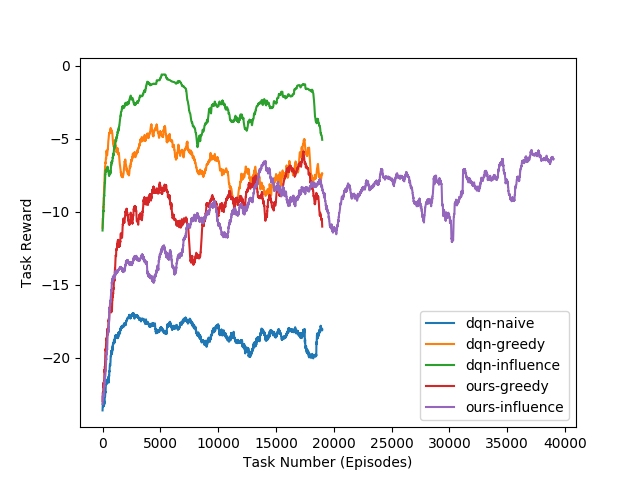 0
−5
−10
−15
−20
Task Reward
dqn-naive
dqn-greedy
dqn-influence
ours-greedy
ours-influence
0 5000 10000 15000 20000 25000 30000 35000 40000
Task Number (Episodes)